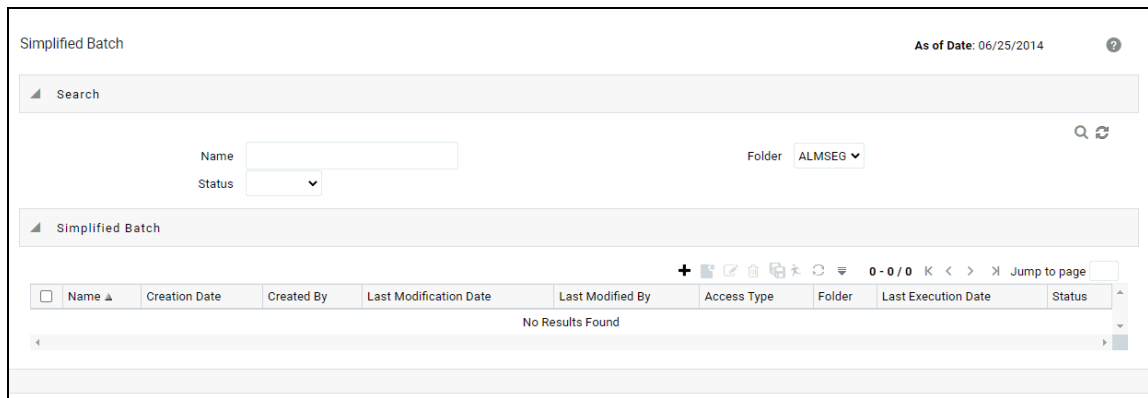 Simplified Batch As of Date: 06/25/2014 ?
Search
Name Folder ALMSEG
Status
Simplified Batch
0 - 0 / 0 Jump to page
Name Creation Date Created By Last Modification Date Last Modified By Access Type Folder Last Execution Date Status
No Results Found